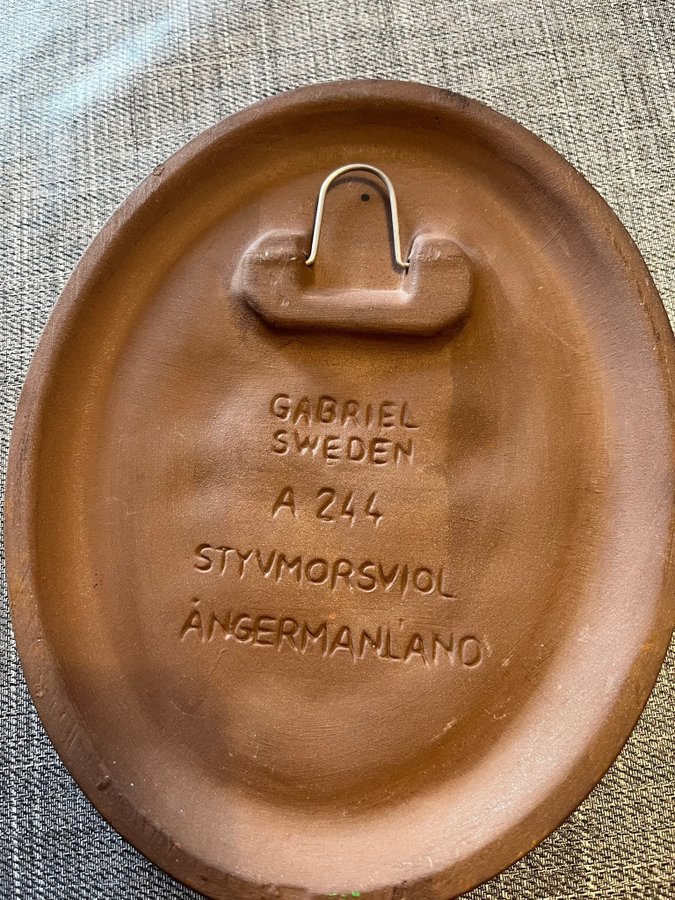 GABRIEL
SWEDEN
A 244
STYVMORSVIOL
ÅNGERMANLAND